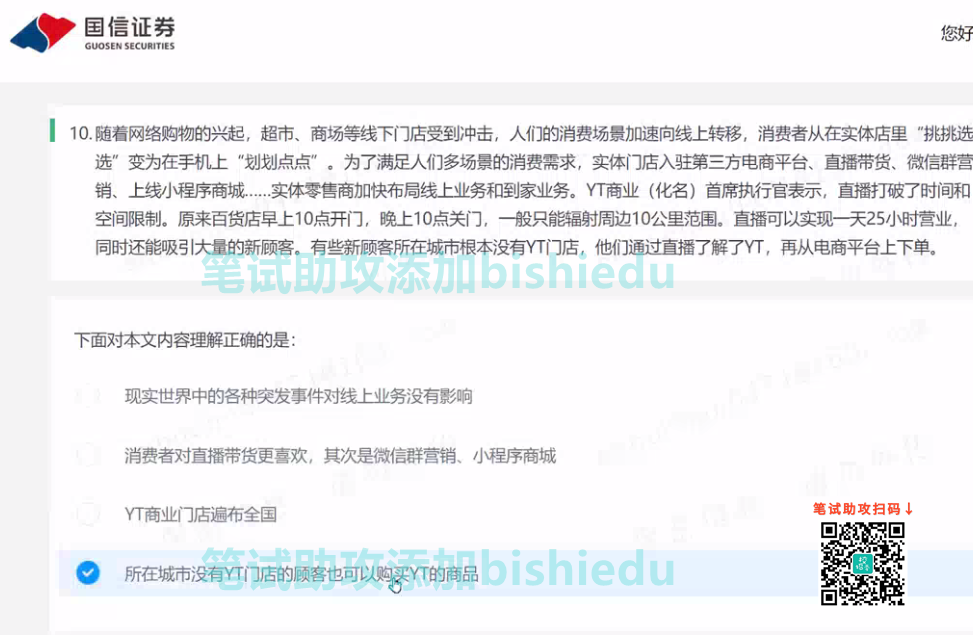 国信证券
GUOSEN SECURITIES
您好
10.随着网络购物的兴起，超市、商场等线下门店受到冲击，人们的消费场景加速向线上转移，消费者从在实体店里“挑挑选
选”变为在手机上“划划点点”。为了满足人们多场景的消费需求，实体门店入驻第三方电商平台、直播带货、微信群营
销、上线小程序商城......实体零售商加快布局线上业务和到家业务。YT商业（化名）首席执行官表示，直播打破了时间和
空间限制。原来百货店早上10点开门，晚上10点关门，一般只能辐射周边10公里范围。直播可以实现一天25小时营业，
同时还能吸引大量的新顾客。有些新顾客所在城市根本没有YT门店，他们通过直播了解了YT，再从电商平台上下单。
笔试助攻添加bishiedu
下面对本文内容理解正确的是：
现实世界中的各种突发事件对线上业务没有影响
消费者对直播带货更喜欢，其次是微信群营销、小程序商城
YT商业门店遍布全国
笔试助攻扫码↓
所在城市没有YT门店的顾客也可以购买YT的商品
笔试助攻添加bishiedu